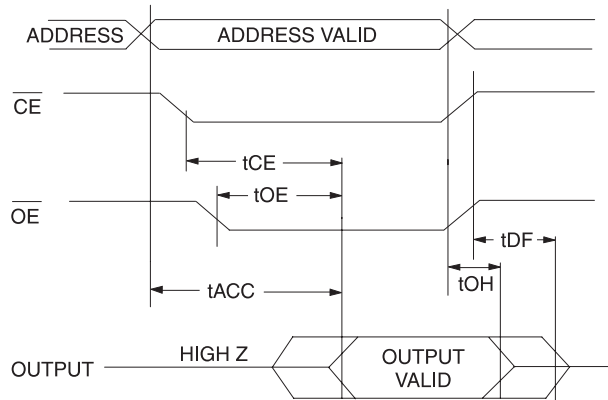 ADDRESS
ADDRESS VALID
CE
tCE
tOE
OE
tDF
tOH
tACC
HIGH Z
OUTPUT
OUTPUT
VALID